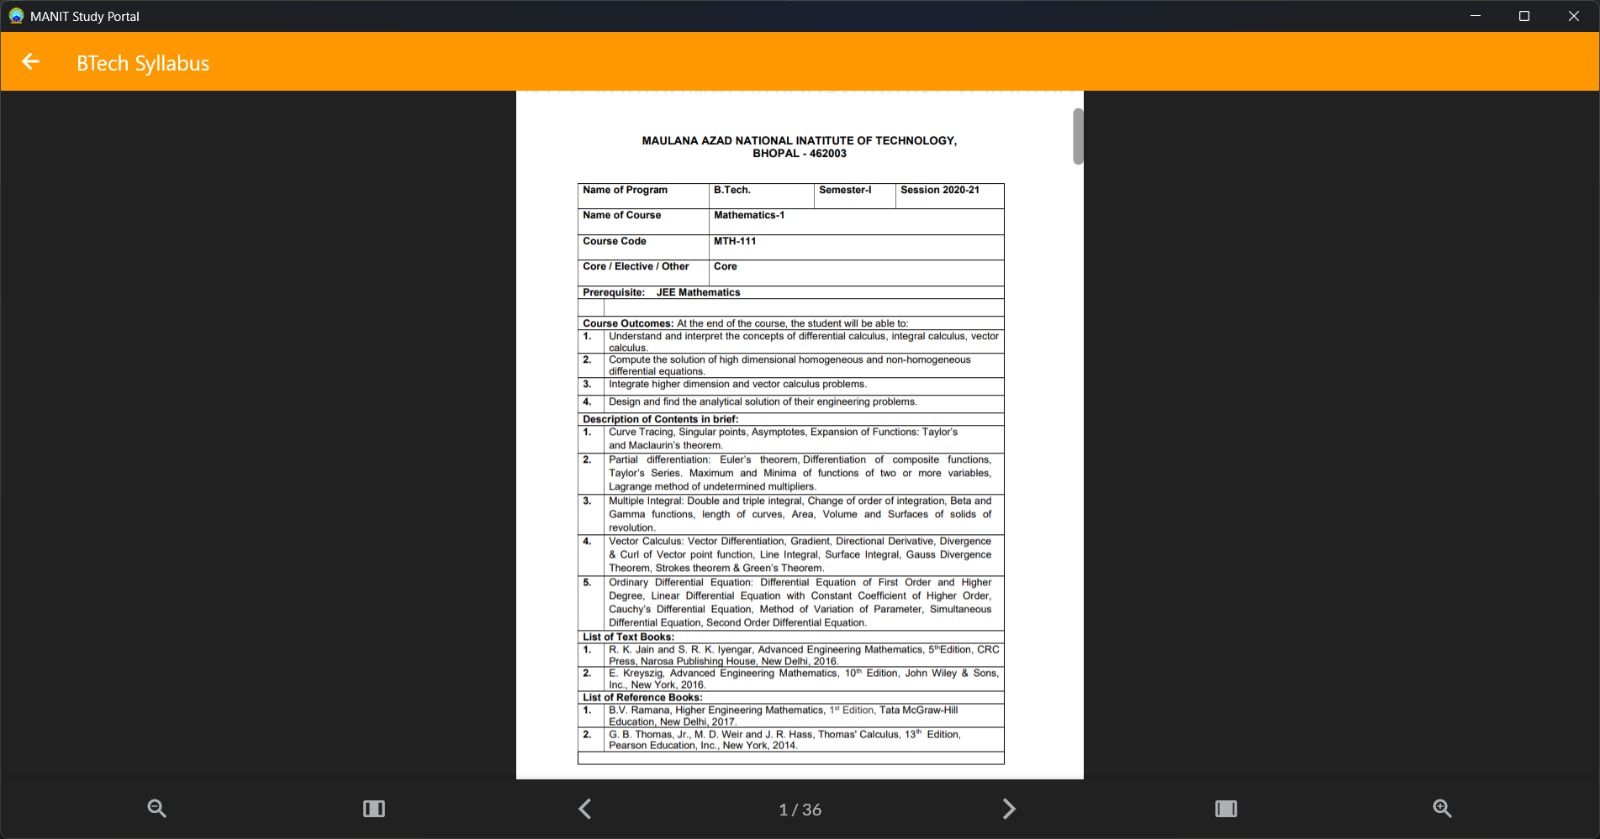 MANIT Study Portal
BTech Syllabus
MAULANA AZAD NATIONAL INATITUTE OF TECHNOLOGY,
BHOPAL - 462003
Name of Program B.Tech. Semester-I Session 2020-21
Name of Course Mathematics-1
Course Code MTH-111
Core / Elective / Other Core
Prerequisite: JEE Mathematics
Course Outcomes: At the end of the course, the student will be able to:
1. Understand and interpret the concepts of differential calculus, integral calculus, vector
calculus.
2. Compute the solution of high dimensional homogeneous and non-homogeneous
differential equations.
3. Integrate higher dimension and vector calculus problems.
4. Design and find the analytical solution of their engineering problems.
Description of Contents in brief:
1. Curve Tracing, Singular points, Asymptotes, Expansion of Functions: Taylor's
and Maclaurin's theorem.
2. Partial differentiation: Euler's theorem, Differentiation of composite functions,
Taylor's Series. Maximum and Minima of functions of two or more variables,
Lagrange method of undetermined multipliers.
3. Multiple Integral: Double and triple integral, Change of order of integration, Beta and
Gamma functions, length of curves, Area, Volume and Surfaces of solids of
revolution.
4. Vector Calculus: Vector Differentiation, Gradient, Directional Derivative, Divergence
& Curl of Vector point function, Line Integral, Surface Integral, Gauss Divergence
Theorem, Strokes theorem & Green's Theorem.
5. Ordinary Differential Equation: Differential Equation of First Order and Higher
Degree, Linear Differential Equation with Constant Coefficient of Higher Order,
Cauchy's Differential Equation, Method of Variation of Parameter, Simultaneous
Differential Equation, Second Order Differential Equation.
List of Text Books:
1. R. K. Jain and S. R. K. Iyengar, Advanced Engineering Mathematics, 5thEdition, CRC
Press, Narosa Publishing House, New Delhi, 2016.
2. E. Kreyszig, Advanced Engineering Mathematics, 10th Edition, John Wiley & Sons,
Inc., New York, 2016.
List of Reference Books:
1. B.V. Ramana, Higher Engineering Mathematics, 1st Edition, Tata McGraw-Hill
Education, New Delhi, 2017.
2. G. B. Thomas, Jr., M. D. Weir and J. R. Hass, Thomas' Calculus, 13th Edition,
Pearson Education, Inc., New York, 2014.
1 / 36